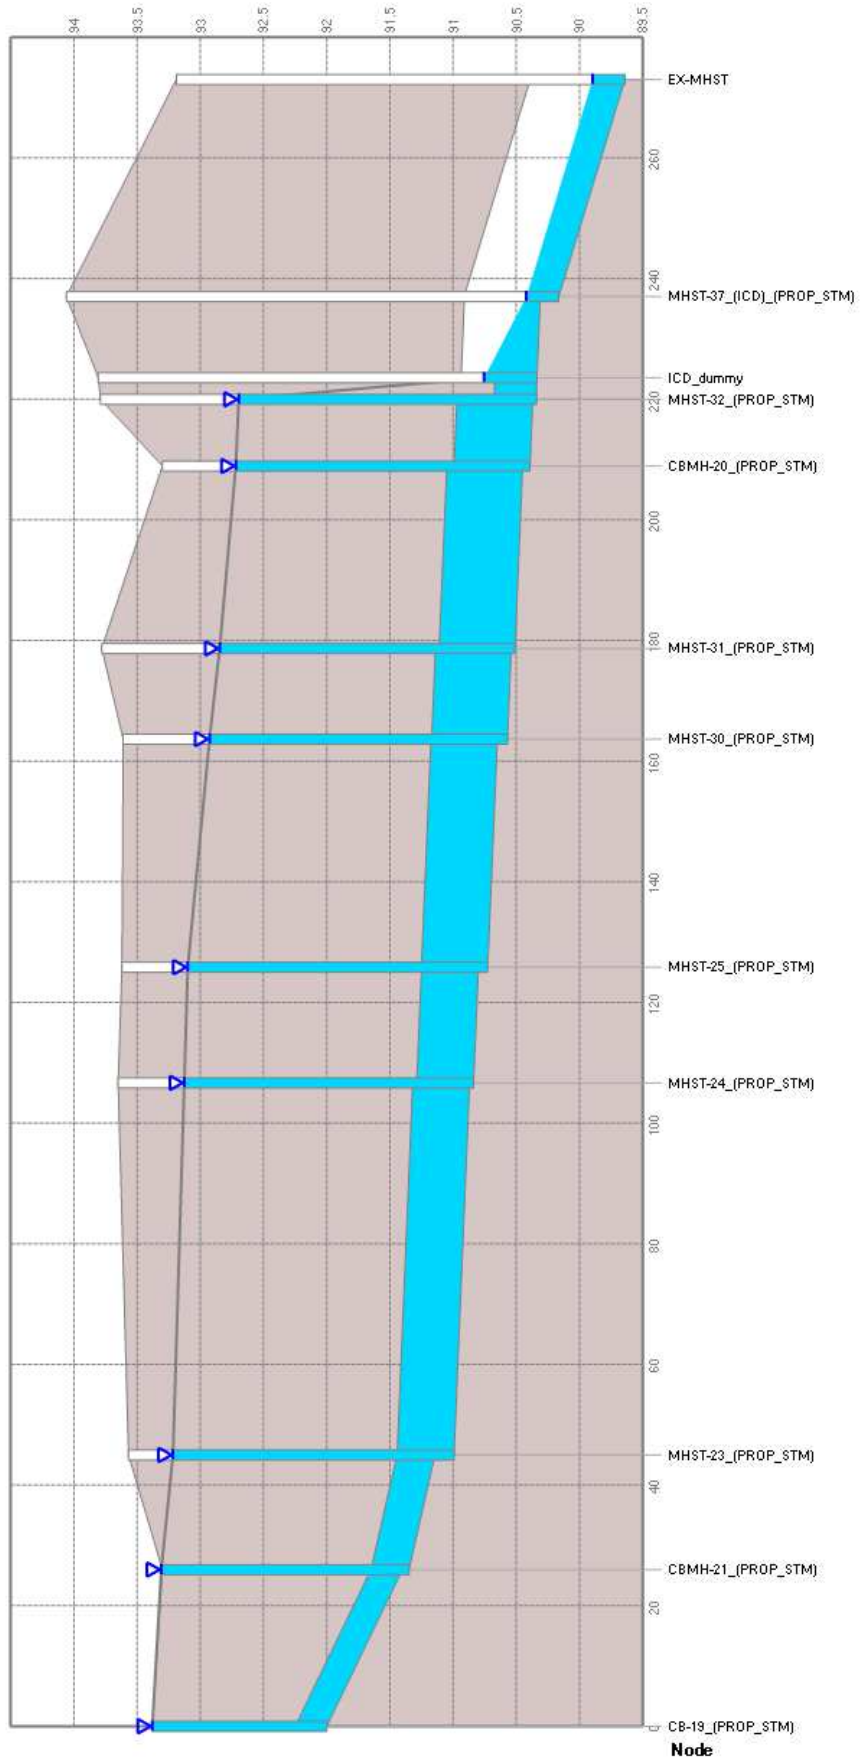 94
93.5
93
92.5
92
91.5
91
90.5
90
89.5
EX-MHST
260
240
MHST-37_(ICD)_(PROP_STM)
ICD_dummy
220
MHST-32_(PROP_STM)
CBMH-20_(PROP_STM)
200
180
MHST-31_(PROP_STM)
MHST-30_(PROP_STM)
160
140
MHST-25_(PROP_STM)
120
MHST-24_(PROP_STM)
100
80
60
MHST-23_(PROP_STM)
40
CBMH-21_(PROP_STM)
20
0
CB-19_(PROP_STM)
Node